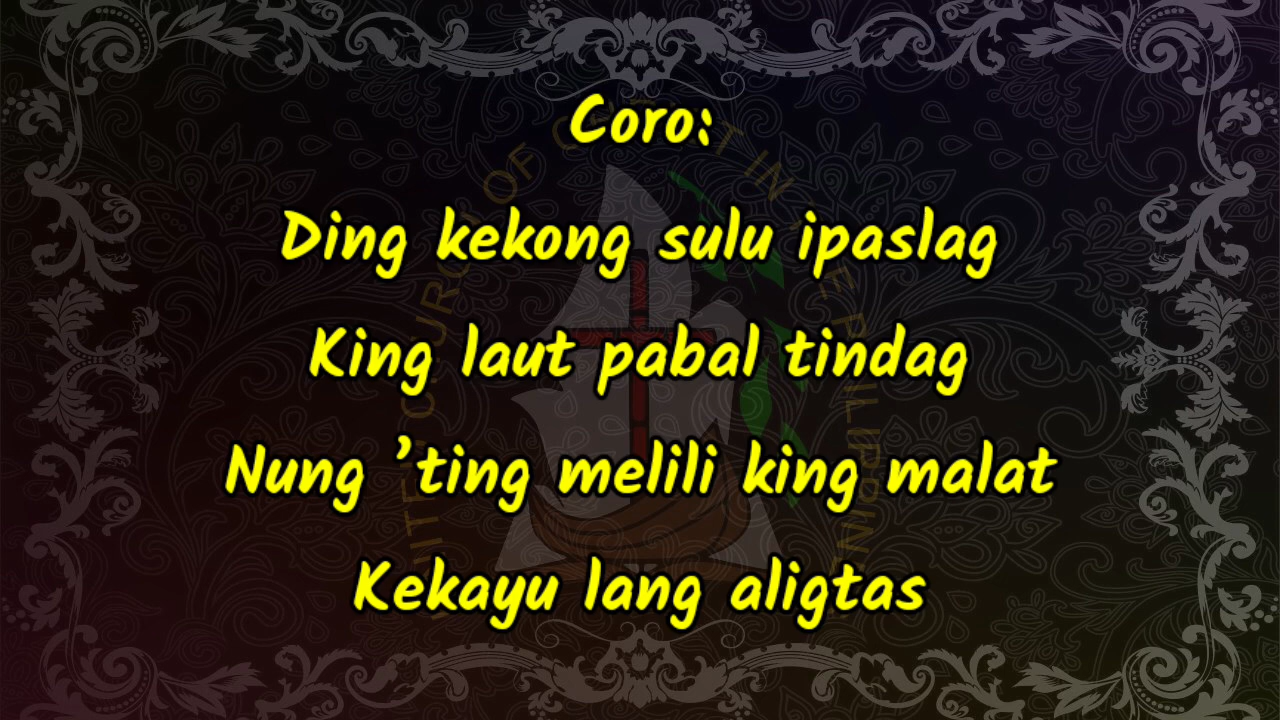 Coro:
Ding kekong sulu ipaslag
King laut pabal tindag
Nung ’ting melili king malat
Kekayu lang aligtas